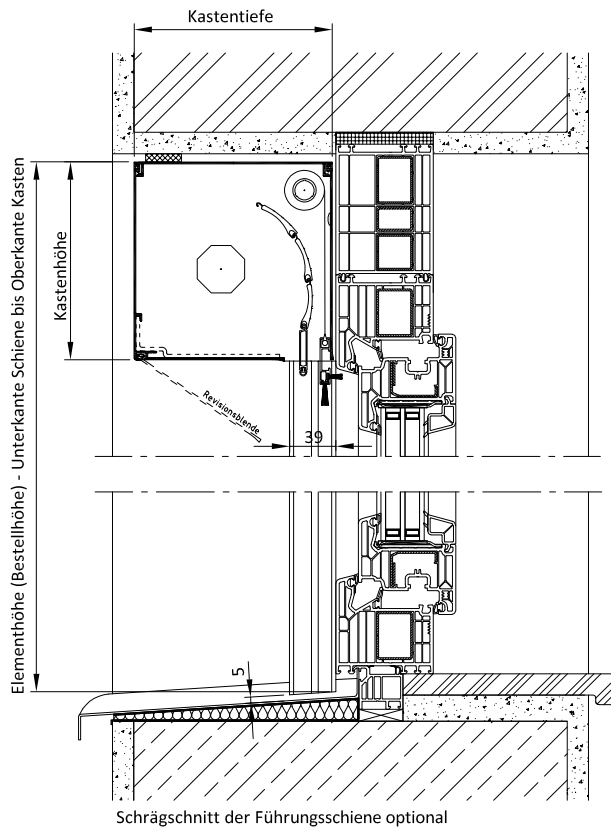 Kastentiefe
Elementhöhe (Bestellhöhe) - Unterkante Schiene bis Oberkante Kasten
Kastenhöhe
Revisionsblende
39
5
Schrägschnitt der Führungsschiene optional